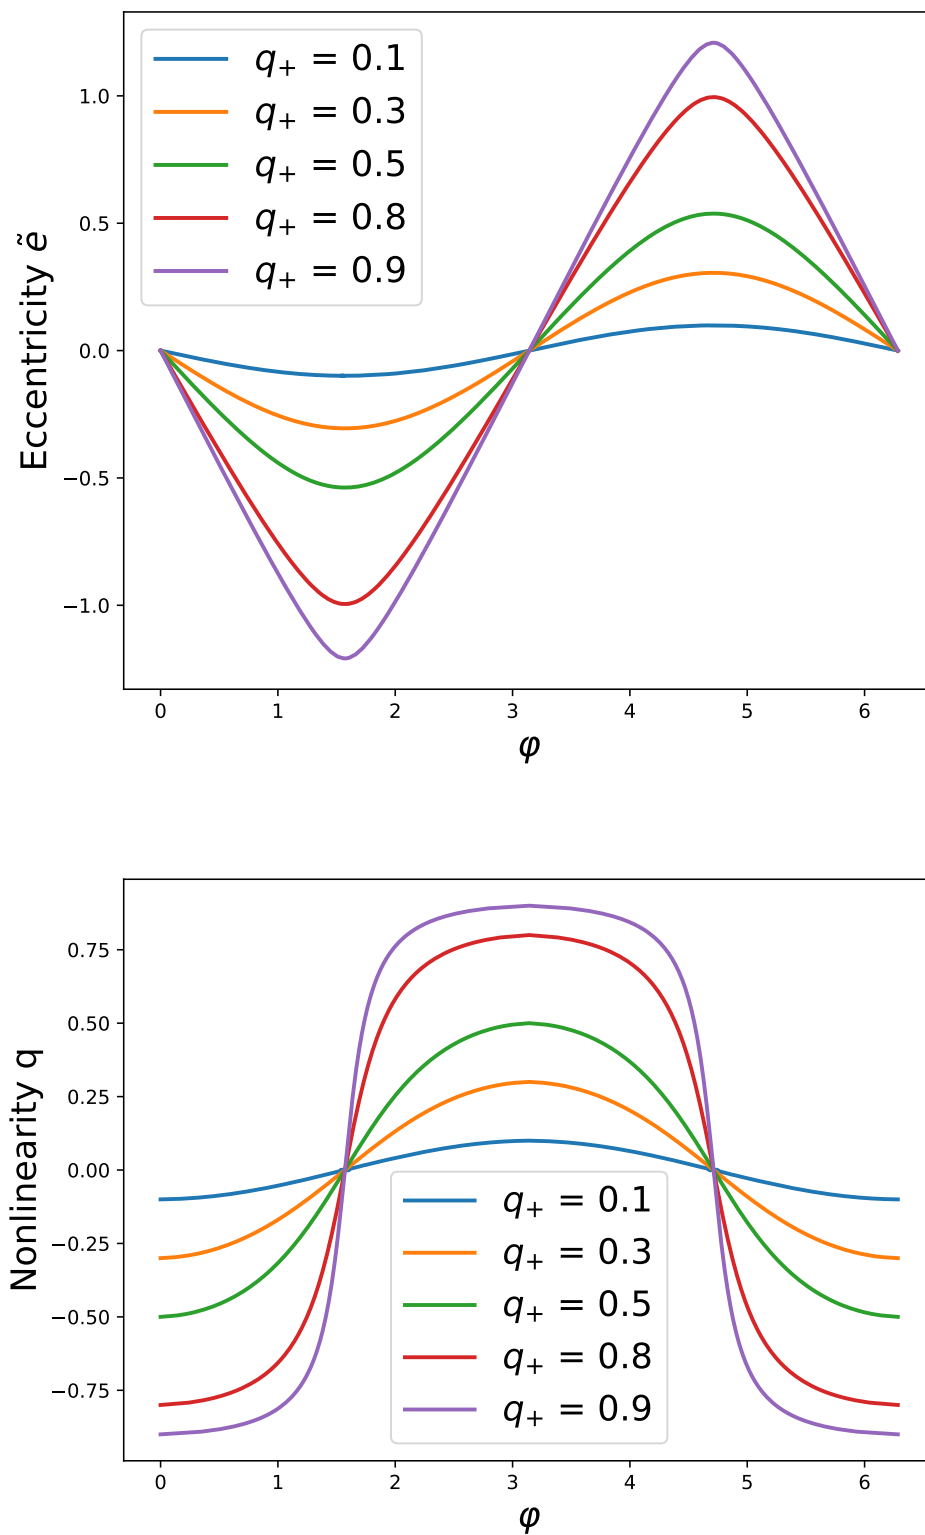 q₊ = 0.1
q₊ = 0.3
q₊ = 0.5
q₊ = 0.8
q₊ = 0.9
1.0
0.5
0.0
−0.5
−1.0
Eccentricity ẽ
0 1 2 3 4 5 6
φ
0.75
0.50
0.25
0.00
−0.25
−0.50
−0.75
Nonlinearity q
q₊ = 0.1
q₊ = 0.3
q₊ = 0.5
q₊ = 0.8
q₊ = 0.9
0 1 2 3 4 5 6
φ